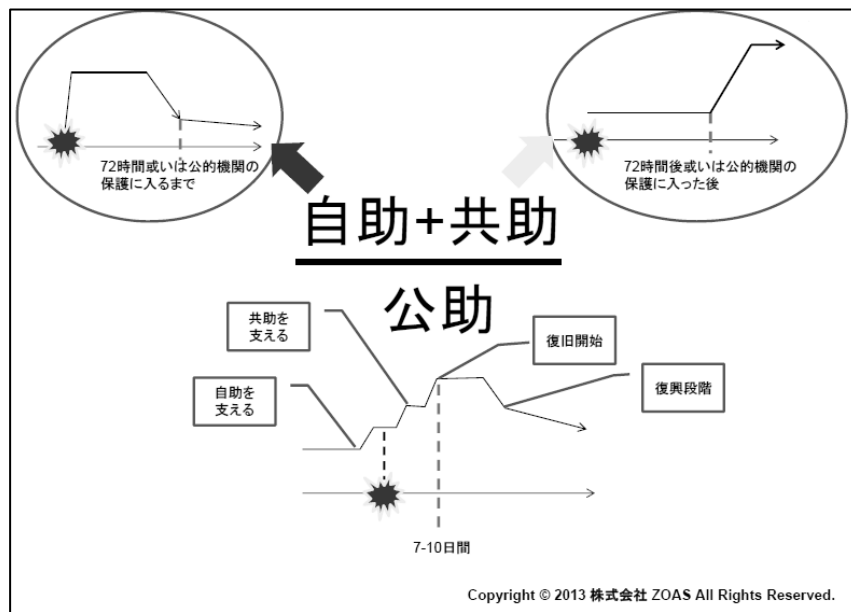 72時間或いは公的機関の
保護に入るまで
72時間後或いは公的機関の
保護に入った後
自助+共助
公助
共助を
支える
復旧開始
自助を
支える
復興段階
7-10日間
Copyright © 2013 株式会社 ZOAS All Rights Reserved.